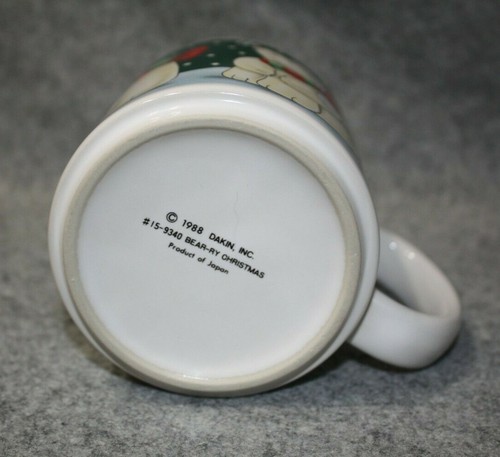 © 1988 DAKIN, INC.
#15-9340 BEAR-RY CHRISTMAS
Product of Japan